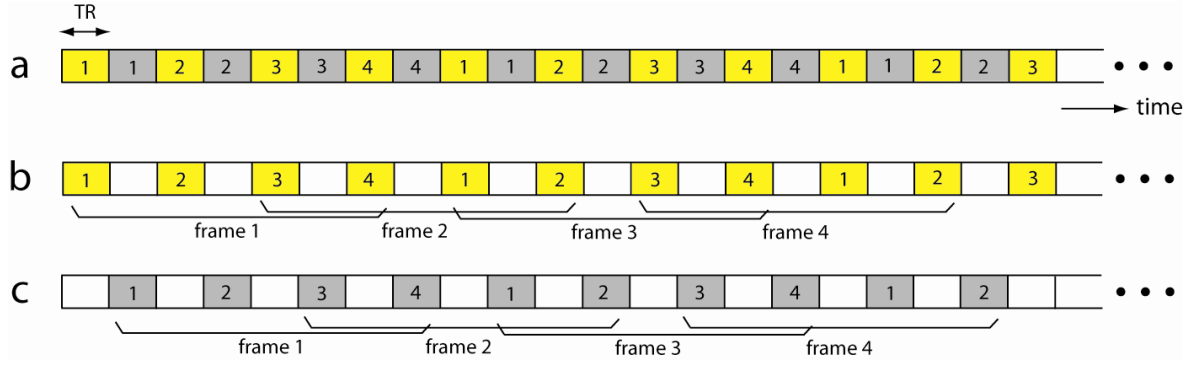 TR
a 1 1 2 2 3 3 4 4 1 1 2 2 3 3 4 4 1 1 2 2 3 • • •
time
b 1 2 3 4 1 2 3 4 1 2 3 • • •
frame 1 frame 2 frame 3 frame 4
c 1 2 3 4 1 2 3 4 1 2 • • •
frame 1 frame 2 frame 3 frame 4